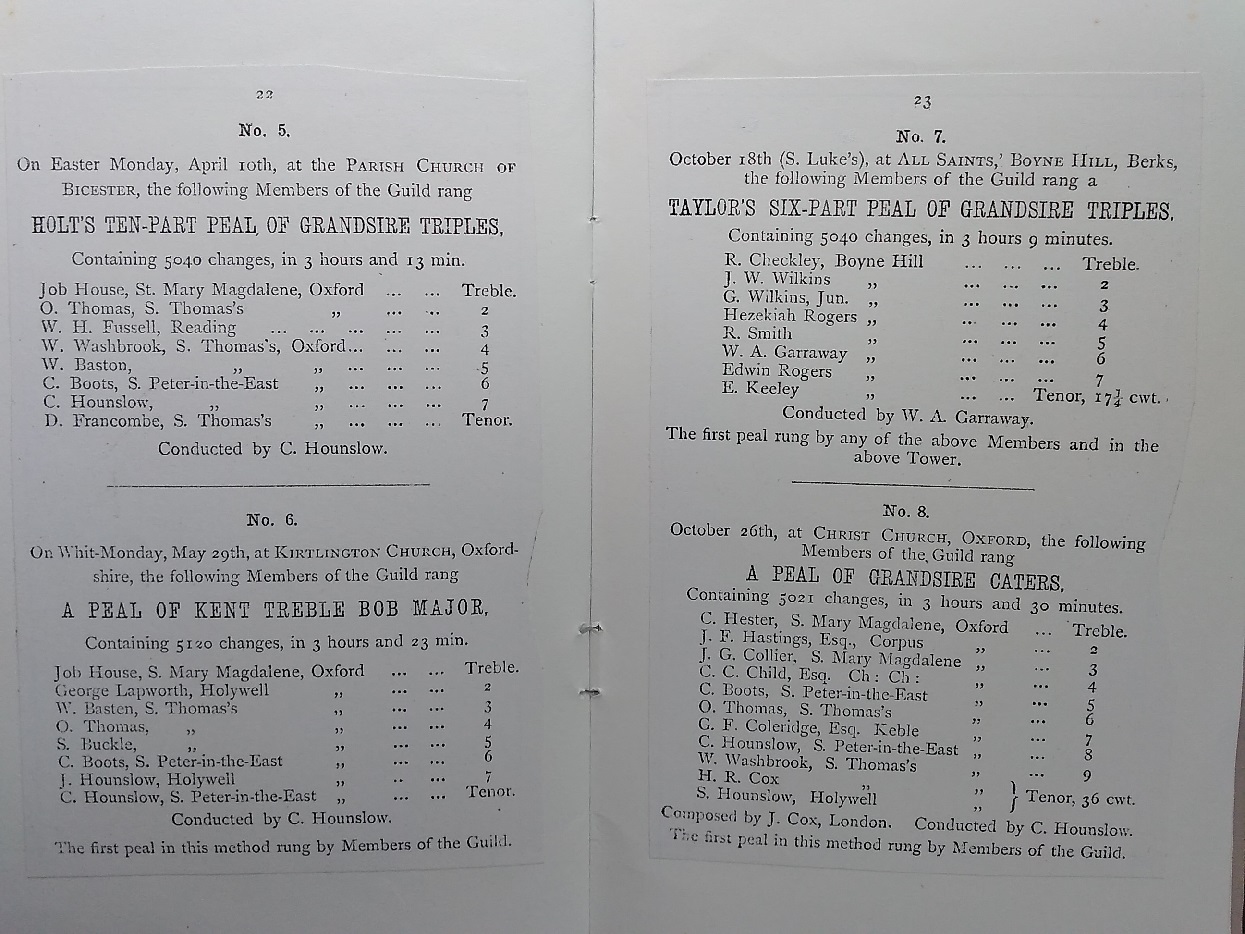 22
No. 5.
On Easter Monday, April 10th, at the PARISH CHURCH OF
BICESTER, the following Members of the Guild rang
HOLT'S TEN-PART PEAL OF GRANDSIRE TRIPLES,
Containing 5040 changes, in 3 hours and 13 min.
Job House, St. Mary Magdalene, Oxford ... ... Treble.
O. Thomas, S. Thomas's „ ... ... 2
W. H. Fussell, Reading ... ... ... ... 3
W. Washbrook, S. Thomas's, Oxford... ... ... 4
W. Baston, „ „ ... ... ... 5
C. Boots, S. Peter-in-the-East „ ... ... ... 6
C. Hounslow, „ „ ... ... ... 7
D. Francombe, S. Thomas's „ ... ... ... Tenor.
Conducted by C. Hounslow.
No. 6.
On Whit-Monday, May 29th, at KIRTLINGTON CHURCH, Oxford-
shire, the following Members of the Guild rang
A PEAL OF KENT TREBLE BOB MAJOR,
Containing 5120 changes, in 3 hours and 23 min.
Job House, S. Mary Magdalene, Oxford ... ... Treble.
George Lapworth, Holywell „ ... ... 2
W. Basten, S. Thomas's „ ... ... 3
O. Thomas, „ „ ... ... 4
S. Buckle, „ „ ... ... 5
C. Boots, S. Peter-in-the-East „ ... ... 6
J. Hounslow, Holywell „ ... ... 7
C. Hounslow, S. Peter-in-the-East „ ... ... Tenor.
Conducted by C. Hounslow.
The first peal in this method rung by Members of the Guild.
23
No. 7.
October 18th (S. Luke's), at ALL SAINTS,' BOYNE HILL, Berks,
the following Members of the Guild rang a
TAYLOR'S SIX-PART PEAL OF GRANDSIRE TRIPLES,
Containing 5040 changes, in 3 hours 9 minutes.
R. Checkley, Boyne Hill ... ... ... Treble.
J. W. Wilkins „ ... ... ... 2
G. Wilkins, Jun. „ ... ... ... 3
Hezekiah Rogers „ ... ... ... 4
R. Smith „ ... ... ... 5
W. A. Garraway „ ... ... ... 6
Edwin Rogers „ ... ... ... 7
E. Keeley „ ... ... Tenor, 17¼ cwt.
Conducted by W. A. Garraway.
The first peal rung by any of the above Members and in the
above Tower.
No. 8.
October 26th, at CHRIST CHURCH, OXFORD, the following
Members of the Guild rang
A PEAL OF GRANDSIRE CATERS,
Containing 5021 changes, in 3 hours and 30 minutes.
C. Hester, S. Mary Magdalene, Oxford ... Treble.
J. F. Hastings, Esq., Corpus „ ... 2
J. G. Collier, S. Mary Magdalene „ ... 3
C. C. Child, Esq. Ch : Ch : „ ... 4
C. Boots, S. Peter-in-the-East „ ... 5
O. Thomas, S. Thomas's „ ... 6
G. F. Coleridge, Esq. Keble „ ... 7
C. Hounslow, S. Peter-in-the-East „ ... 8
W. Washbrook, S. Thomas's „ ... 9
H. R. Cox „ „
S. Hounslow, Holywell „ } Tenor, 36 cwt.
Composed by J. Cox, London. Conducted by C. Hounslow.
The first peal in this method rung by Members of the Guild.